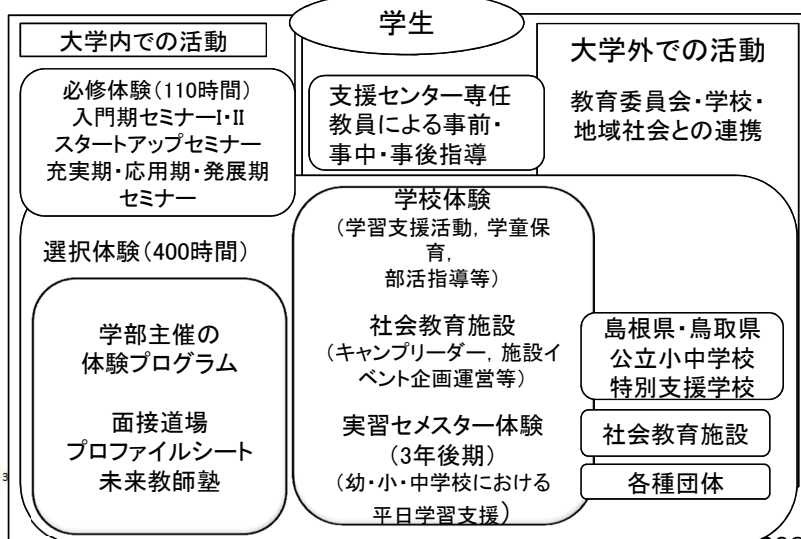 学生
大学内での活動
必修体験(110時間)
入門期セミナーI・II
スタートアップセミナー
充実期・応用期・発展期
セミナー
支援センター専任
教員による事前・
事中・事後指導
大学外での活動
教育委員会・学校・
地域社会との連携
選択体験(400時間)
学部主催の
体験プログラム
面接道場
プロファイルシート
未来教師塾
学校体験
(学習支援活動, 学童保
育,
部活指導等)
社会教育施設
(キャンプリーダー, 施設イ
ベント企画運営等)
実習セメスター体験
(3年後期)
(幼・小・中学校における
平日学習支援)
島根県・鳥取県
公立小中学校
特別支援学校
社会教育施設
各種団体
3